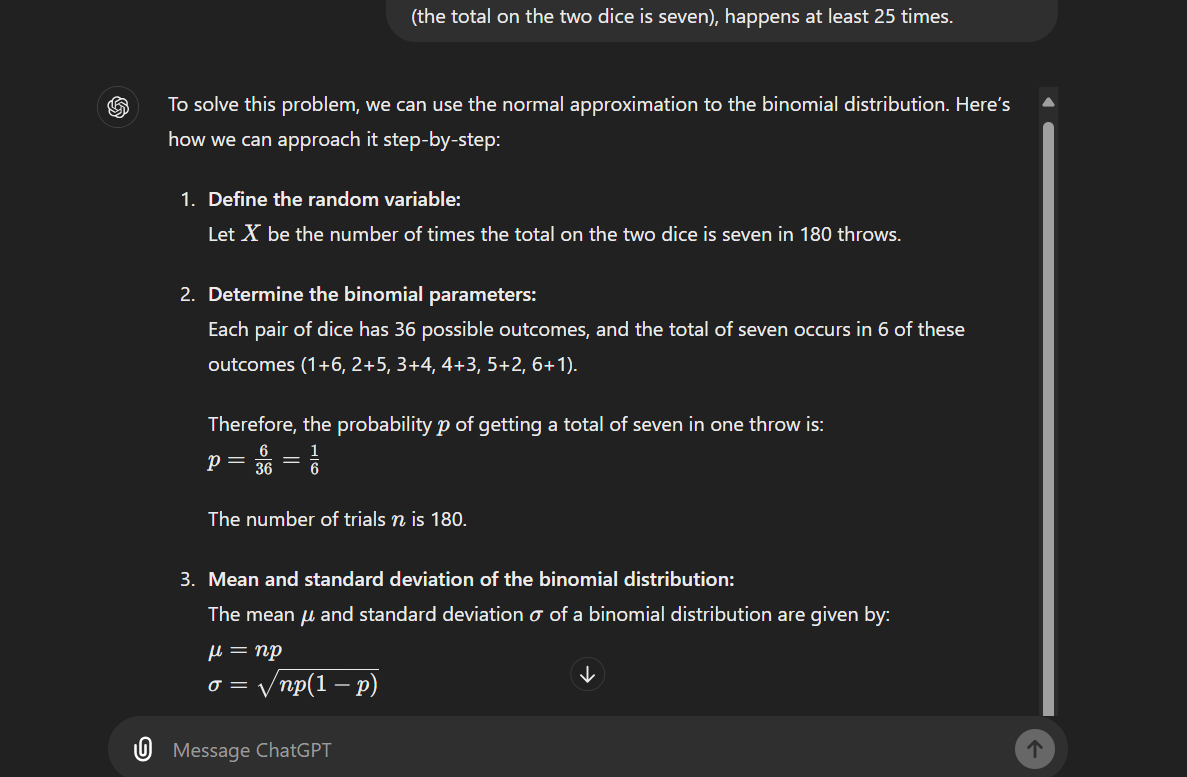 (the total on the two dice is seven), happens at least 25 times.
To solve this problem, we can use the normal approximation to the binomial distribution. Here’s
how we can approach it step-by-step:
1. Define the random variable:
Let X be the number of times the total on the two dice is seven in 180 throws.
2. Determine the binomial parameters:
Each pair of dice has 36 possible outcomes, and the total of seven occurs in 6 of these
outcomes (1+6, 2+5, 3+4, 4+3, 5+2, 6+1).
Therefore, the probability p of getting a total of seven in one throw is:
p = 6/36 = 1/6
The number of trials n is 180.
3. Mean and standard deviation of the binomial distribution:
The mean μ and standard deviation σ of a binomial distribution are given by:
μ = np
σ = √np(1 − p)
Message ChatGPT